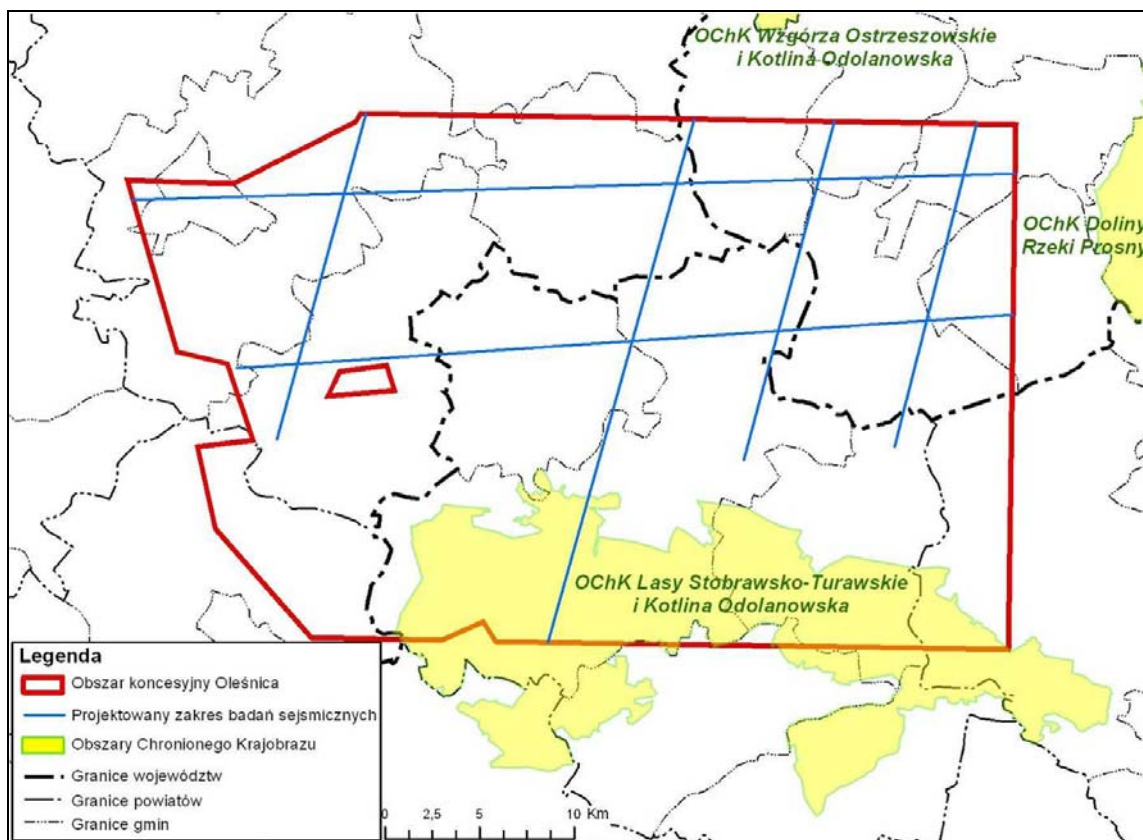 OChK Wzgórza Ostrzeszowskie
i Kotlina Odolanowska
OChK Doliny
Rzeki Prosny
OChK Lasy Stobrawsko-Turawskie
i Kotlina Odolanowska
Legenda
Obszar koncesyjny Oleśnica
Projektowany zakres badań sejsmicznych
Obszary Chronionego Krajobrazu
Granice województw
Granice powiatów
Granice gmin
0 2,5 5 10 Km